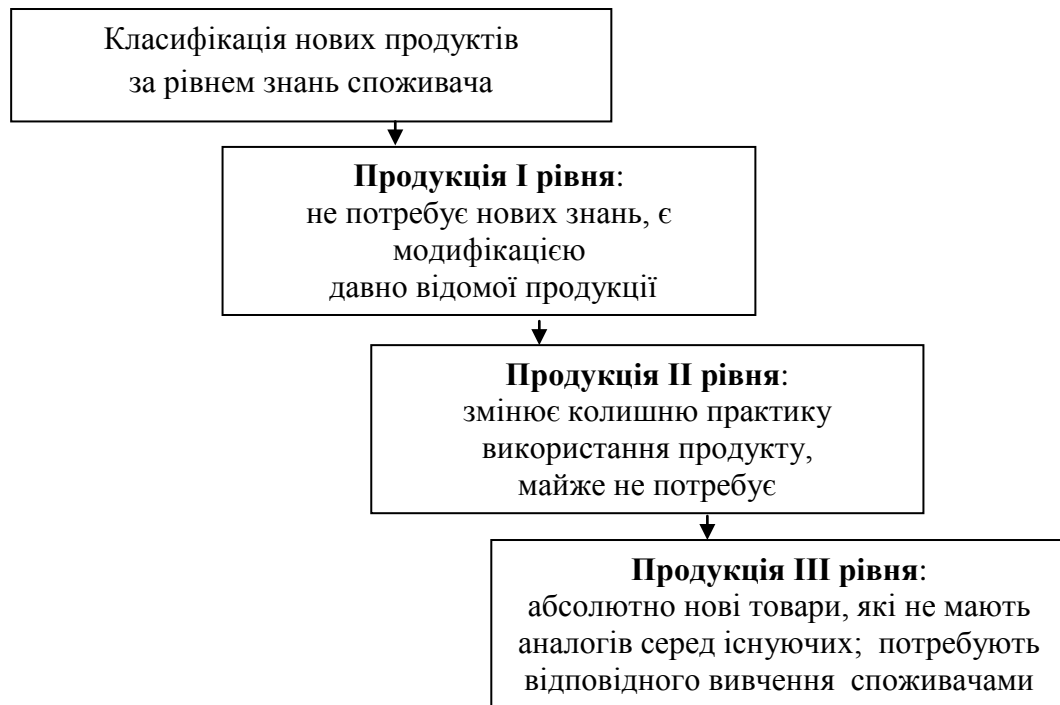 Класифікація нових продуктів
за рівнем знань споживача
Продукція І рівня:
не потребує нових знань, є
модифікацією
давно відомої продукції
Продукція ІІ рівня:
змінює колишню практику
використання продукту,
майже не потребує
Продукція ІІІ рівня:
абсолютно нові товари, які не мають
аналогів серед існуючих; потребують
відповідного вивчення споживачами